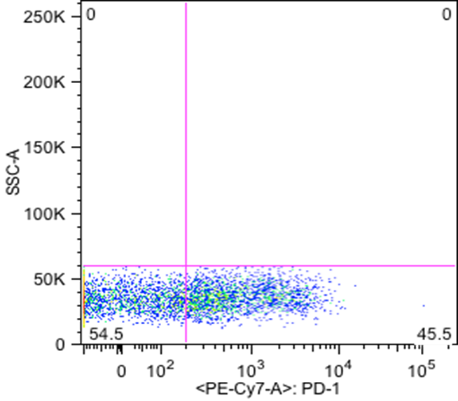 250K
0
0
200K
150K
SSC-A
100K
50K
54.5
45.5
0
0
10²
10³
10⁴
10⁵
<PE-Cy7-A>: PD-1